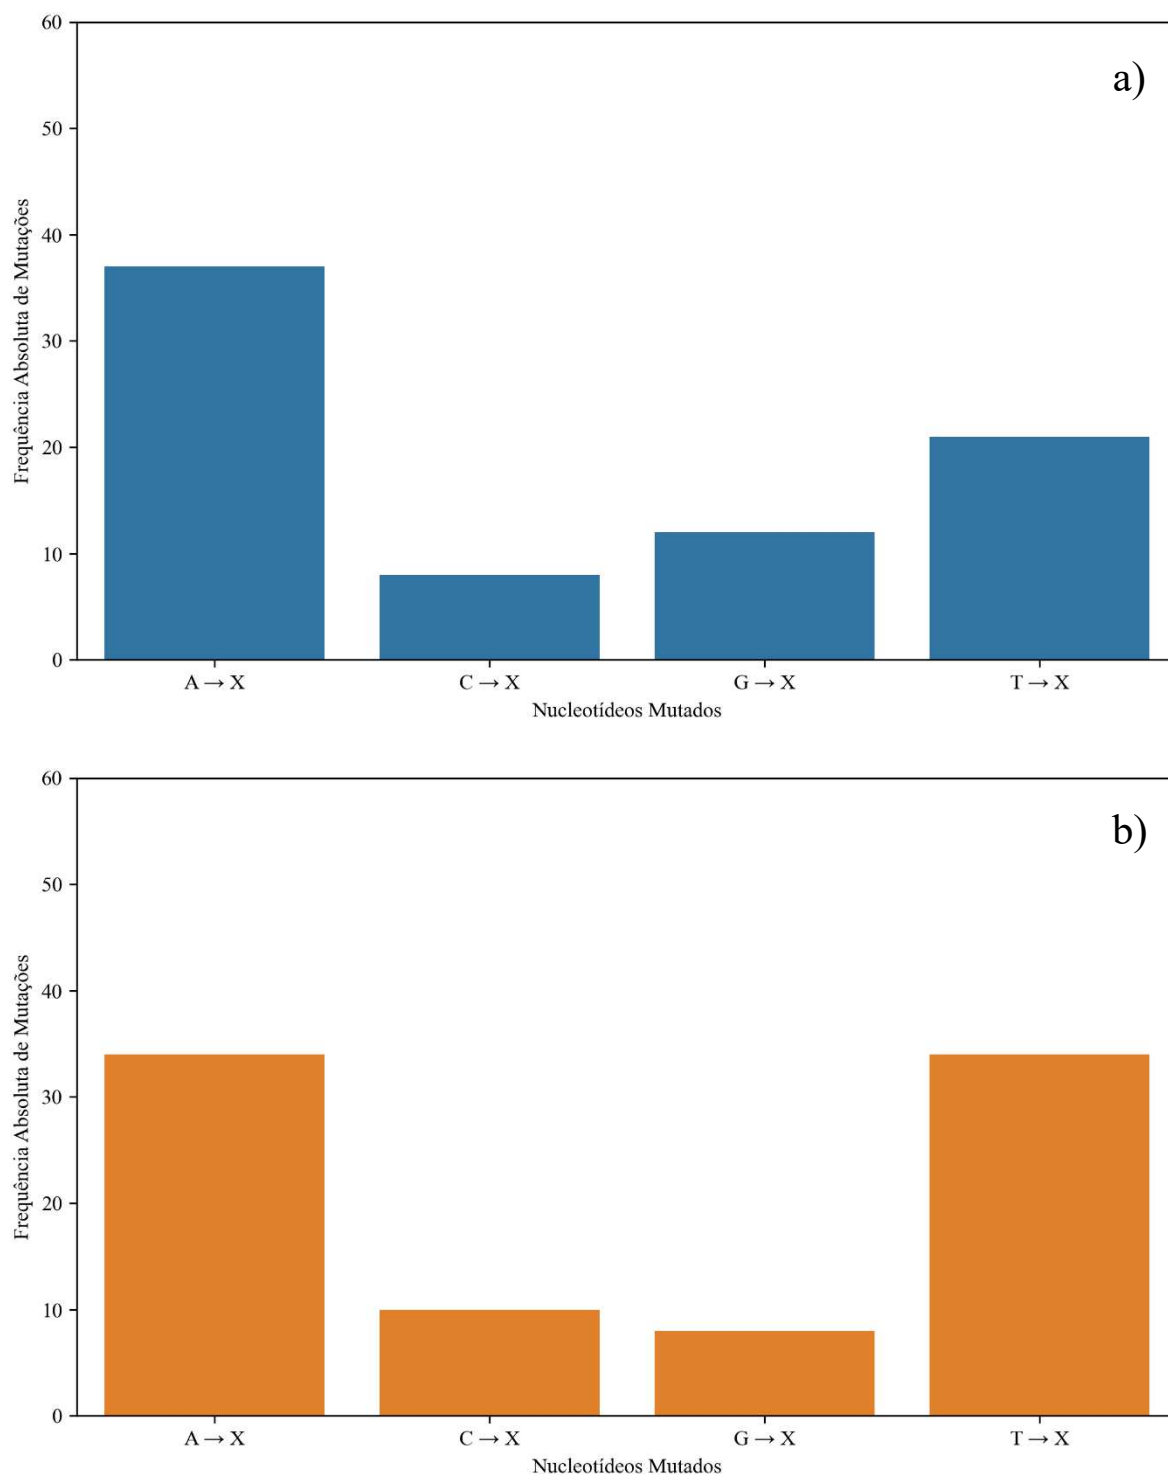 a)
Frequência Absoluta de Mutações
60
50
40
30
20
10
0
A → X
C → X
G → X
T → X
Nucleotídeos Mutados
b)
Frequência Absoluta de Mutações
60
50
40
30
20
10
0
A → X
C → X
G → X
T → X
Nucleotídeos Mutados